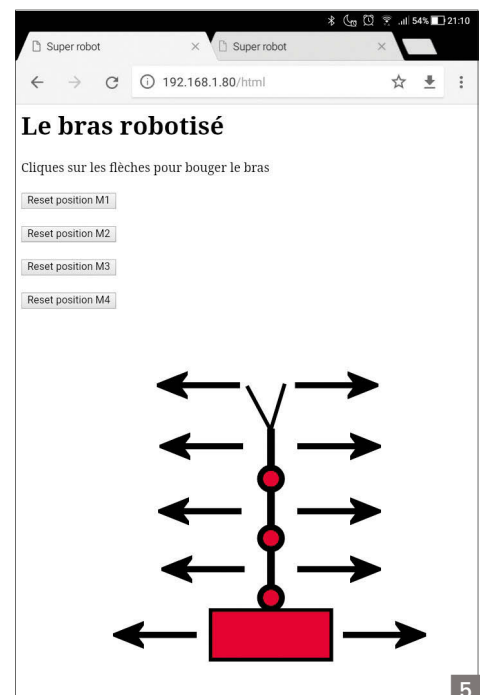 54% 21:10
Super robot × Super robot ×
192.168.1.80/html
Le bras robotisé
Cliques sur les flèches pour bouger le bras
Reset position M1
Reset position M2
Reset position M3
Reset position M4
5